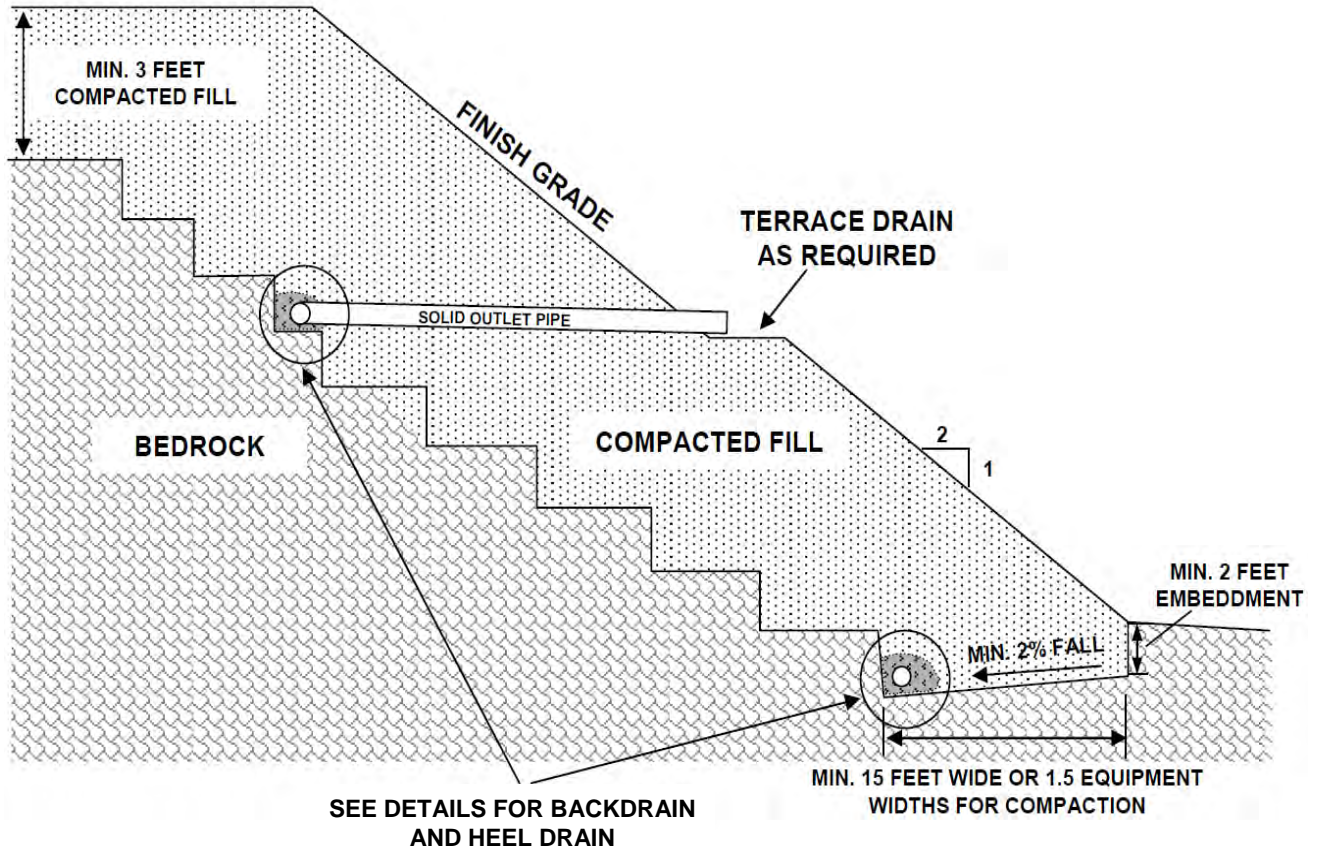 MIN. 3 FEET
COMPACTED FILL
FINISH GRADE
TERRACE DRAIN
AS REQUIRED
SOLID OUTLET PIPE
BEDROCK
COMPACTED FILL
2
1
MIN. 2 FEET
EMBEDDMENT
MIN. 2% FALL
MIN. 15 FEET WIDE OR 1.5 EQUIPMENT
WIDTHS FOR COMPACTION
SEE DETAILS FOR BACKDRAIN
AND HEEL DRAIN